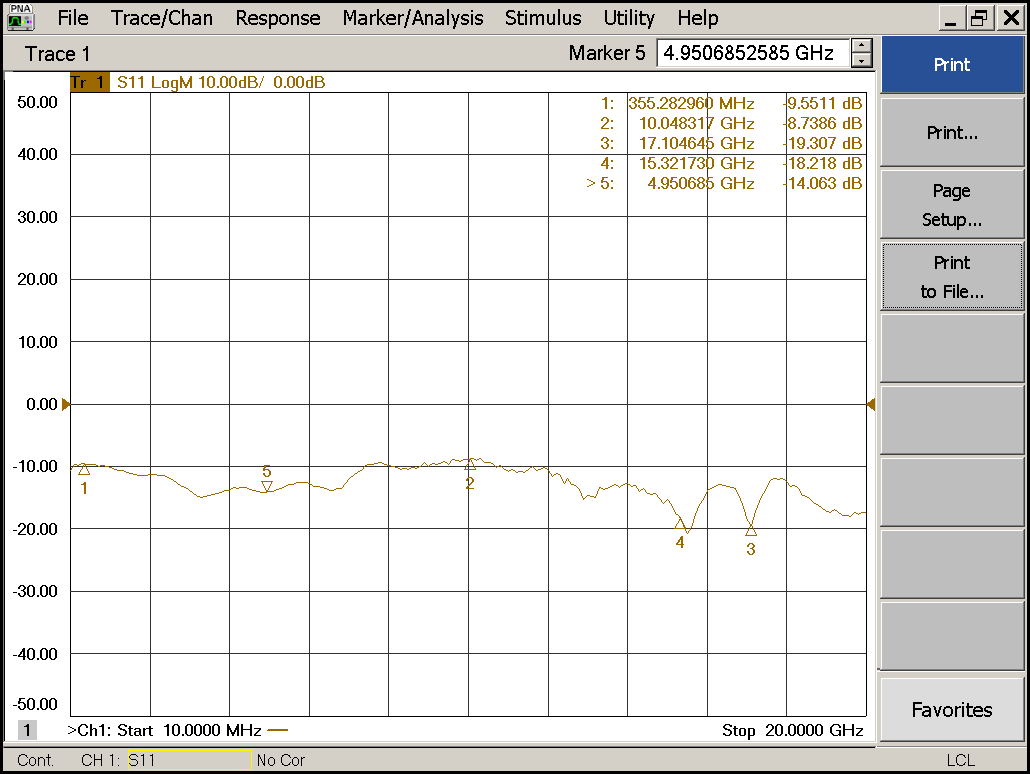 PNA File Trace/Chan Response Marker/Analysis Stimulus Utility Help
Trace 1 Marker 5 4.9506852585 GHz
Print
Tr 1 S11 LogM 10.00dB/ 0.00dB
50.00
1: 355.282960 MHz -9.5511 dB
2: 10.048317 GHz -8.7386 dB
3: 17.104645 GHz -19.307 dB
4: 15.321730 GHz -18.218 dB
> 5: 4.950685 GHz -14.063 dB
40.00
30.00
20.00
10.00
0.00
-10.00
-20.00
-30.00
-40.00
-50.00
1
5
2
4
3
Print...
Page
Setup...
Print
to File...
Favorites
1 >Ch1: Start 10.0000 MHz Stop 20.0000 GHz
Cont. CH 1: S11 No Cor LCL